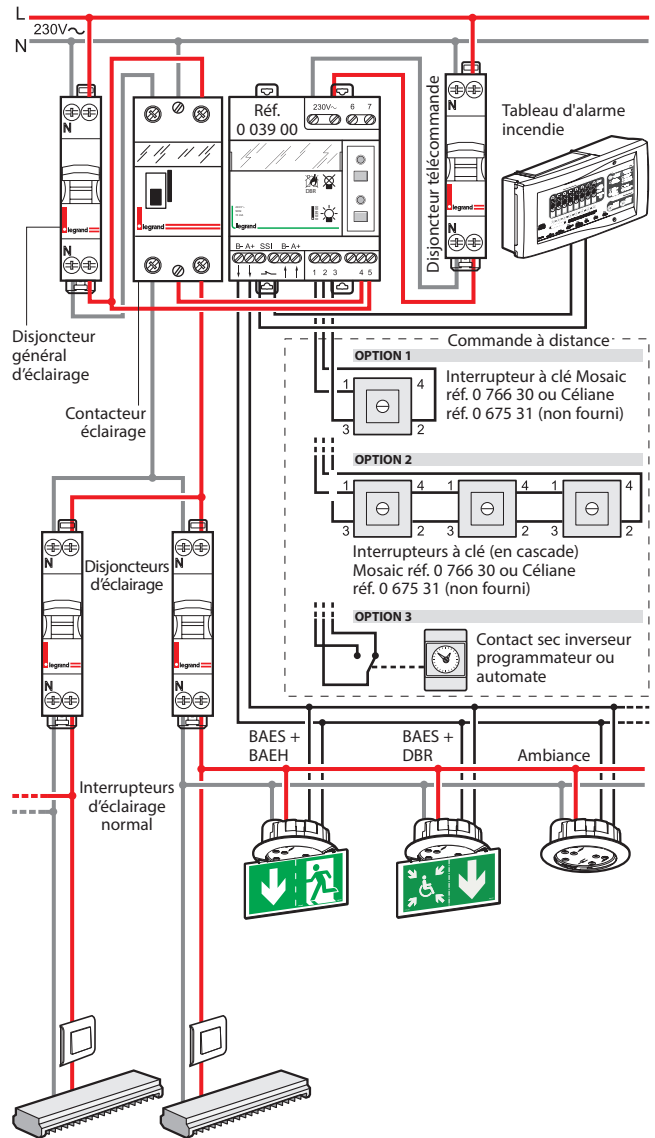 L
230V~
N
N
Réf.
0 039 00
230V~ 6 7
DBR
legrand
legrand
legrand
B- A+ SSI B- A+
1 2 3 4 5
N
Disjoncteur télécommande
N
legrand
N
Tableau d'alarme
incendie
Disjoncteur
général
d'éclairage
Contacteur
éclairage
Commande à distance
OPTION 1
1 4
3 2
Interrupteur à clé Mosaic
réf. 0 766 30 ou Céliane
réf. 0 675 31 (non fourni)
OPTION 2
1 4 1 4 1 4
3 2 3 2 3 2
Interrupteurs à clé (en cascade)
Mosaic réf. 0 766 30 ou Céliane
réf. 0 675 31 (non fourni)
OPTION 3
Contact sec inverseur
programmateur ou
automate
N
legrand
N
Disjoncteurs
d'éclairage
N
legrand
N
BAES +
BAEH
BAES +
DBR
Ambiance
Interrupteurs
d'éclairage
normal